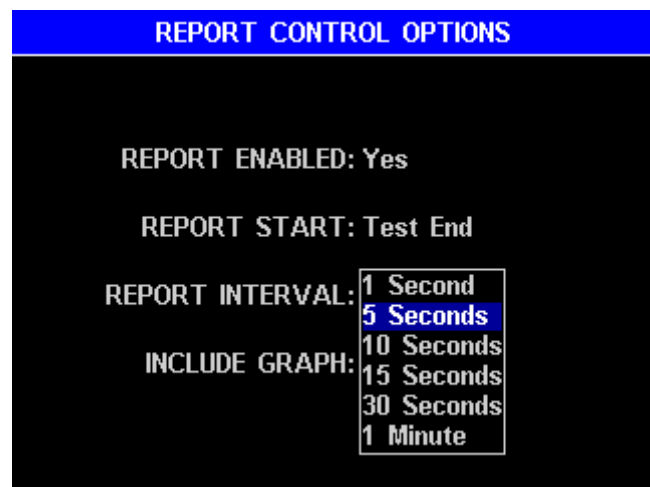 REPORT CONTROL OPTIONS
REPORT ENABLED: Yes
REPORT START: Test End
REPORT INTERVAL:
1 Second
5 Seconds
10 Seconds
15 Seconds
30 Seconds
1 Minute
INCLUDE GRAPH: